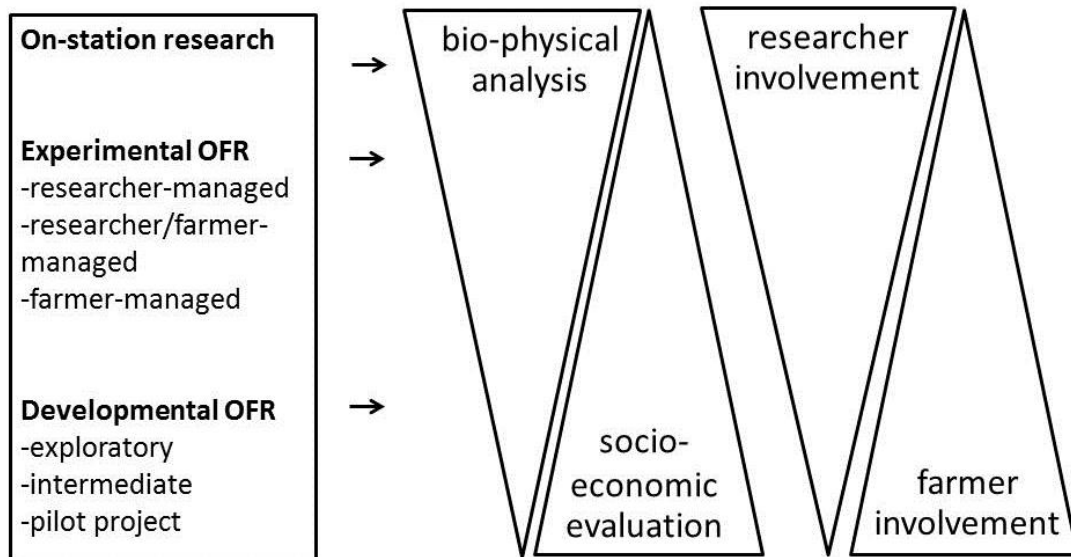 On-station research
Experimental OFR
-researcher-managed
-researcher/farmer-
managed
-farmer-managed
Developmental OFR
-exploratory
-intermediate
-pilot project
bio-physical
analysis
socio-
economic
evaluation
researcher
involvement
farmer
involvement